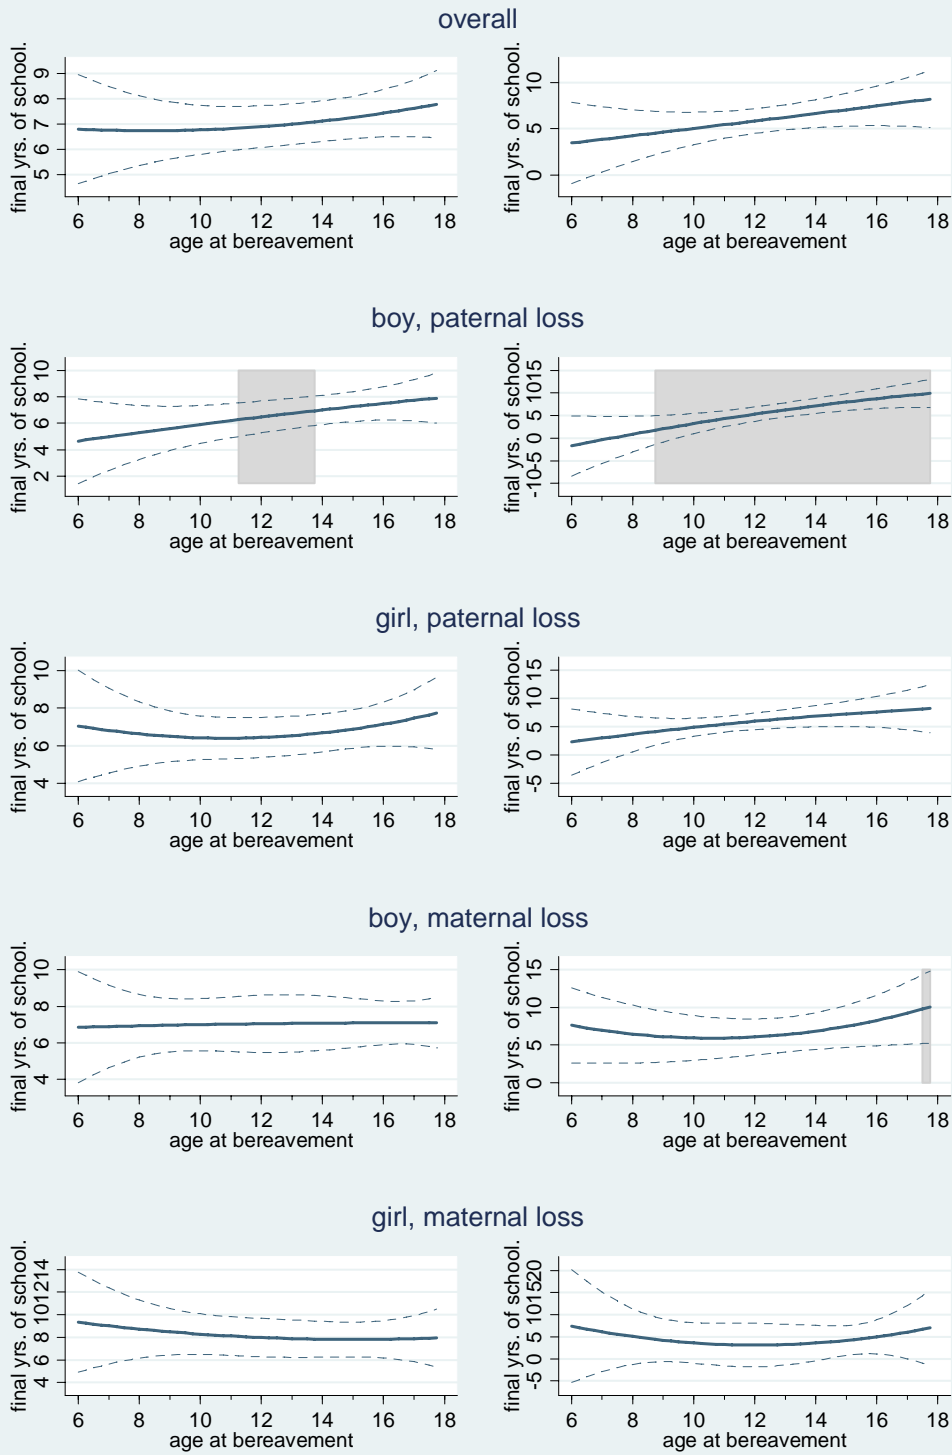 overall
final yrs. of school.
9
8
7
6
5
6 8 10 12 14 16 18
age at bereavement
final yrs. of school.
10
5
0
6 8 10 12 14 16 18
age at bereavement
boy, paternal loss
final yrs. of school.
10
8
6
4
2
6 8 10 12 14 16 18
age at bereavement
final yrs. of school.
15
10
5
0
-5
-10
6 8 10 12 14 16 18
age at bereavement
girl, paternal loss
final yrs. of school.
10
8
6
4
6 8 10 12 14 16 18
age at bereavement
final yrs. of school.
15
10
5
0
-5
6 8 10 12 14 16 18
age at bereavement
boy, maternal loss
final yrs. of school.
10
8
6
4
6 8 10 12 14 16 18
age at bereavement
final yrs. of school.
15
10
5
0
6 8 10 12 14 16 18
age at bereavement
girl, maternal loss
final yrs. of school.
14
12
10
8
6
4
6 8 10 12 14 16 18
age at bereavement
final yrs. of school.
20
15
10
5
0
-5
6 8 10 12 14 16 18
age at bereavement